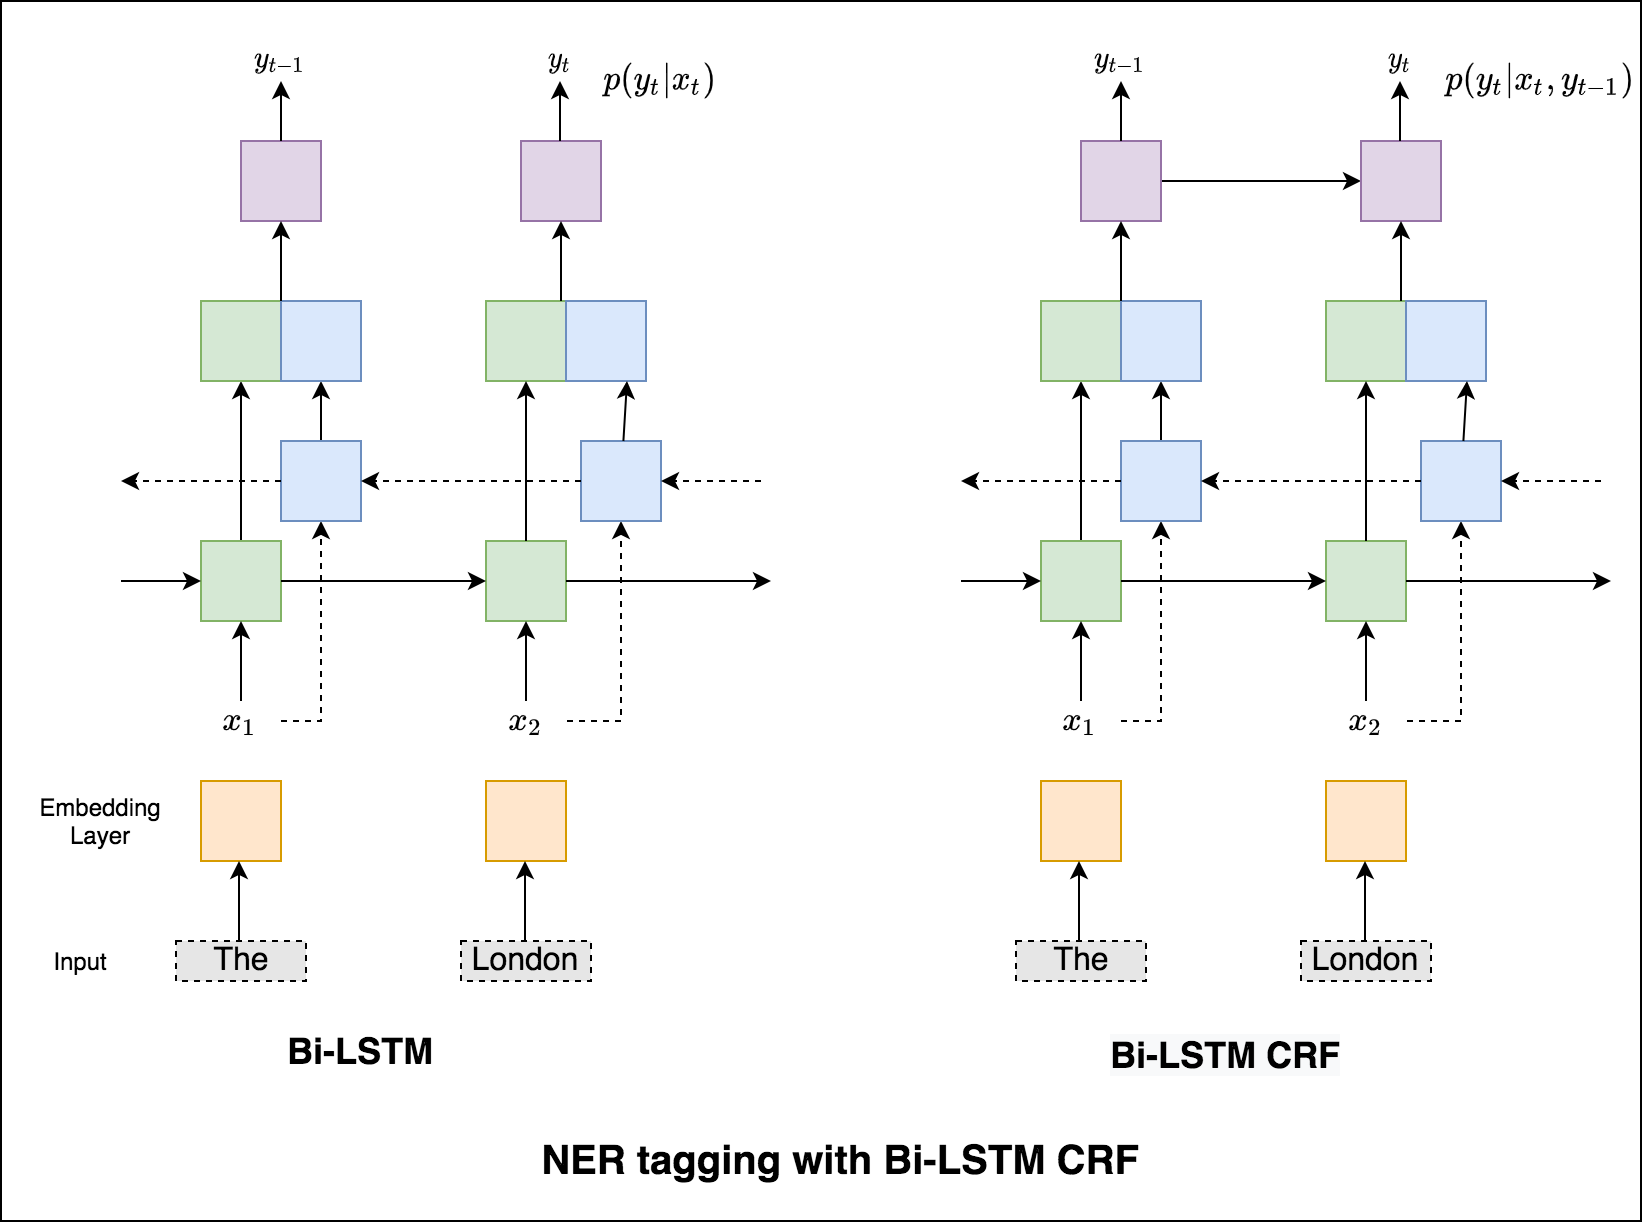 y_{t-1}
y_t
p(y_t|x_t)
y_{t-1}
y_t
p(y_t|x_t, y_{t-1})
x_1
x_2
x_1
x_2
Embedding
Layer
Input
The
London
The
London
Bi-LSTM
Bi-LSTM CRF
NER tagging with Bi-LSTM CRF